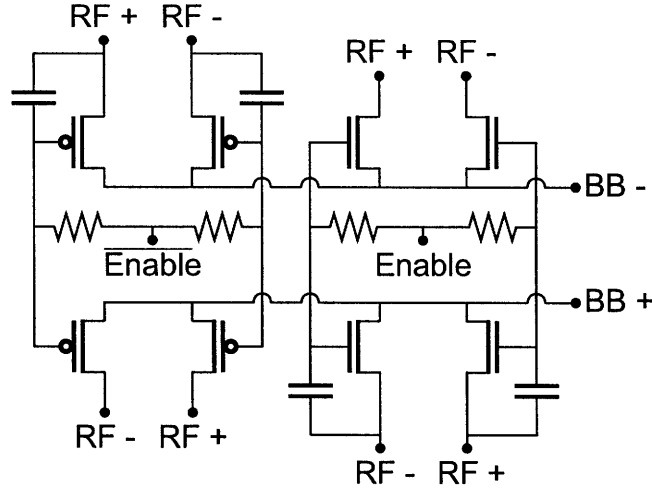 RF + RF -
RF + RF -
BB -
Enable
Enable
BB +
RF - RF +
RF - RF +